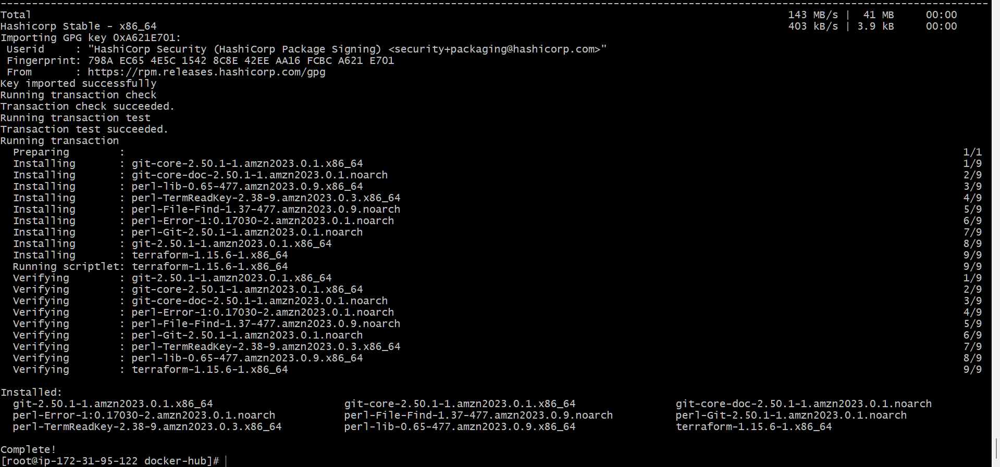 --------------------------------------------------------------------------------------------------------------------------------------------------------------
Total                                                                                                                         143 MB/s |  41 MB     00:00
Hashicorp Stable - x86_64                                                                                                     403 kB/s | 3.9 kB     00:00
Importing GPG key 0xA621E701:
 Userid     : "HashiCorp Security (HashiCorp Package Signing) <security+packaging@hashicorp.com>"
 Fingerprint: 798A EC65 4E5C 1542 8C8E 42EE AA16 FCBC A621 E701
 From       : https://rpm.releases.hashicorp.com/gpg
Key imported successfully
Running transaction check
Transaction check succeeded.
Running transaction test
Transaction test succeeded.
Running transaction
  Preparing        :                                                                                                                                      1/1
  Installing       : git-core-2.50.1-1.amzn2023.0.1.x86_64                                                                                                1/9
  Installing       : git-core-doc-2.50.1-1.amzn2023.0.1.noarch                                                                                            2/9
  Installing       : perl-lib-0.65-477.amzn2023.0.9.x86_64                                                                                                3/9
  Installing       : perl-TermReadKey-2.38-9.amzn2023.0.3.x86_64                                                                                          4/9
  Installing       : perl-File-Find-1.37-477.amzn2023.0.9.noarch                                                                                          5/9
  Installing       : perl-Error-1:0.17030-2.amzn2023.0.1.noarch                                                                                           6/9
  Installing       : perl-Git-2.50.1-1.amzn2023.0.1.noarch                                                                                                7/9
  Installing       : git-2.50.1-1.amzn2023.0.1.x86_64                                                                                                     8/9
  Installing       : terraform-1.15.6-1.x86_64                                                                                                            9/9
  Running scriptlet: terraform-1.15.6-1.x86_64                                                                                                            9/9
  Verifying        : git-2.50.1-1.amzn2023.0.1.x86_64                                                                                                     1/9
  Verifying        : git-core-2.50.1-1.amzn2023.0.1.x86_64                                                                                                2/9
  Verifying        : git-core-doc-2.50.1-1.amzn2023.0.1.noarch                                                                                            3/9
  Verifying        : perl-Error-1:0.17030-2.amzn2023.0.1.noarch                                                                                           4/9
  Verifying        : perl-File-Find-1.37-477.amzn2023.0.9.noarch                                                                                          5/9
  Verifying        : perl-Git-2.50.1-1.amzn2023.0.1.noarch                                                                                                6/9
  Verifying        : perl-TermReadKey-2.38-9.amzn2023.0.3.x86_64                                                                                          7/9
  Verifying        : perl-lib-0.65-477.amzn2023.0.9.x86_64                                                                                                8/9
  Verifying        : terraform-1.15.6-1.x86_64                                                                                                            9/9

Installed:
  git-2.50.1-1.amzn2023.0.1.x86_64                     git-core-2.50.1-1.amzn2023.0.1.x86_64                git-core-doc-2.50.1-1.amzn2023.0.1.noarch
  perl-Error-1:0.17030-2.amzn2023.0.1.noarch           perl-File-Find-1.37-477.amzn2023.0.9.noarch          perl-Git-2.50.1-1.amzn2023.0.1.noarch
  perl-TermReadKey-2.38-9.amzn2023.0.3.x86_64          perl-lib-0.65-477.amzn2023.0.9.x86_64                terraform-1.15.6-1.x86_64

Complete!
[root@ip-172-31-95-122 docker-hub]#